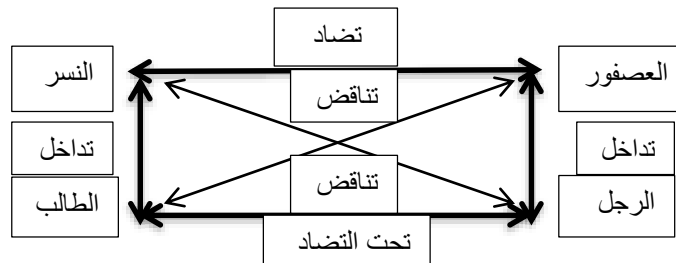 تضاد
العصفور
النسر
تناقض
تداخل
تداخل
تناقض
الرجل
الطالب
تحت التضاد